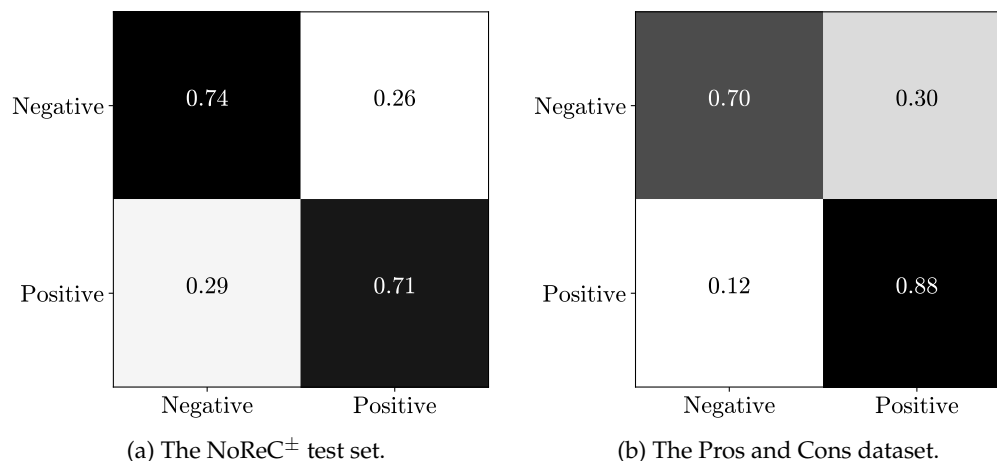 Negative 0.74 0.26
Positive 0.29 0.71
Negative Positive
(a) The NoReC± test set.
Negative 0.70 0.30
Positive 0.12 0.88
Negative Positive
(b) The Pros and Cons dataset.